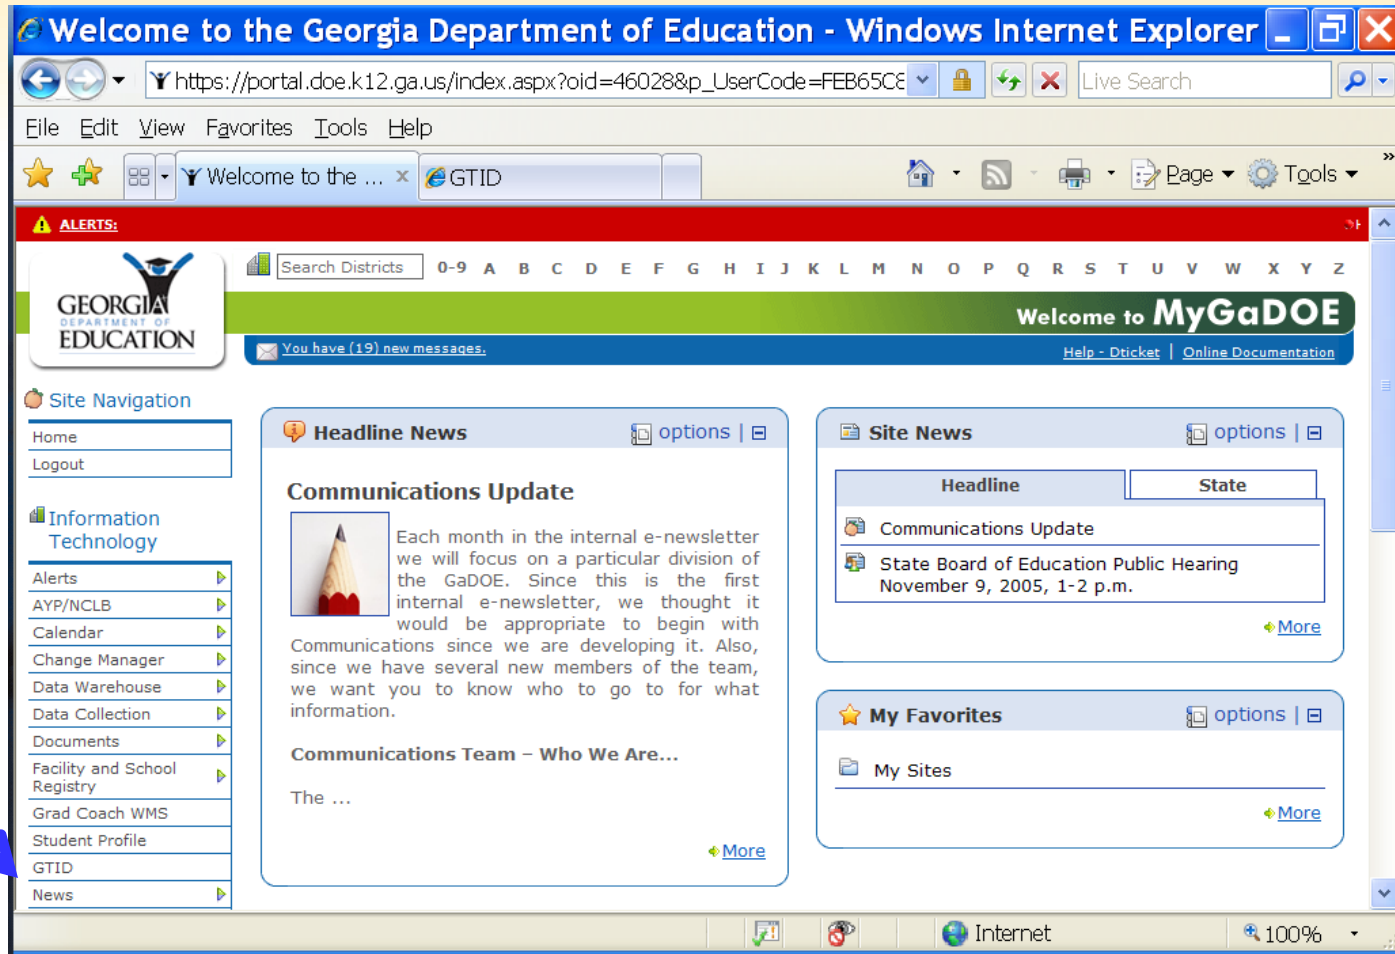 Welcome to the Georgia Department of Education - Windows Internet Explorer
https://portal.doe.k12.ga.us/index.aspx?oid=46028&p_UserCode=FEB65C8
Live Search
File Edit View Favorites Tools Help
Welcome to the ...
GTID
Page
Tools
»
ALERTS:
GEORGIA
DEPARTMENT OF
EDUCATION
Search Districts
0-9 A B C D E F G H I J K L M N O P Q R S T U V W X Y Z
Welcome to MyGaDOE
You have (19) new messages.
Help - Dticket | Online Documentation
Site Navigation
Home
Logout
Information
Technology
Alerts
AYP/NCLB
Calendar
Change Manager
Data Warehouse
Data Collection
Documents
Facility and School
Registry
Grad Coach WMS
Student Profile
GTID
News
Headline News
options |
Communications Update
Each month in the internal e-newsletter
we will focus on a particular division of
the GaDOE. Since this is the first
internal e-newsletter, we thought it
would be appropriate to begin with
Communications since we are developing it. Also,
since we have several new members of the team,
we want you to know who to go to for what
information.
Communications Team – Who We Are...
The ...
More
Site News
options |
Headline
State
Communications Update
State Board of Education Public Hearing
November 9, 2005, 1-2 p.m.
More
My Favorites
options |
My Sites
More
Internet
100%